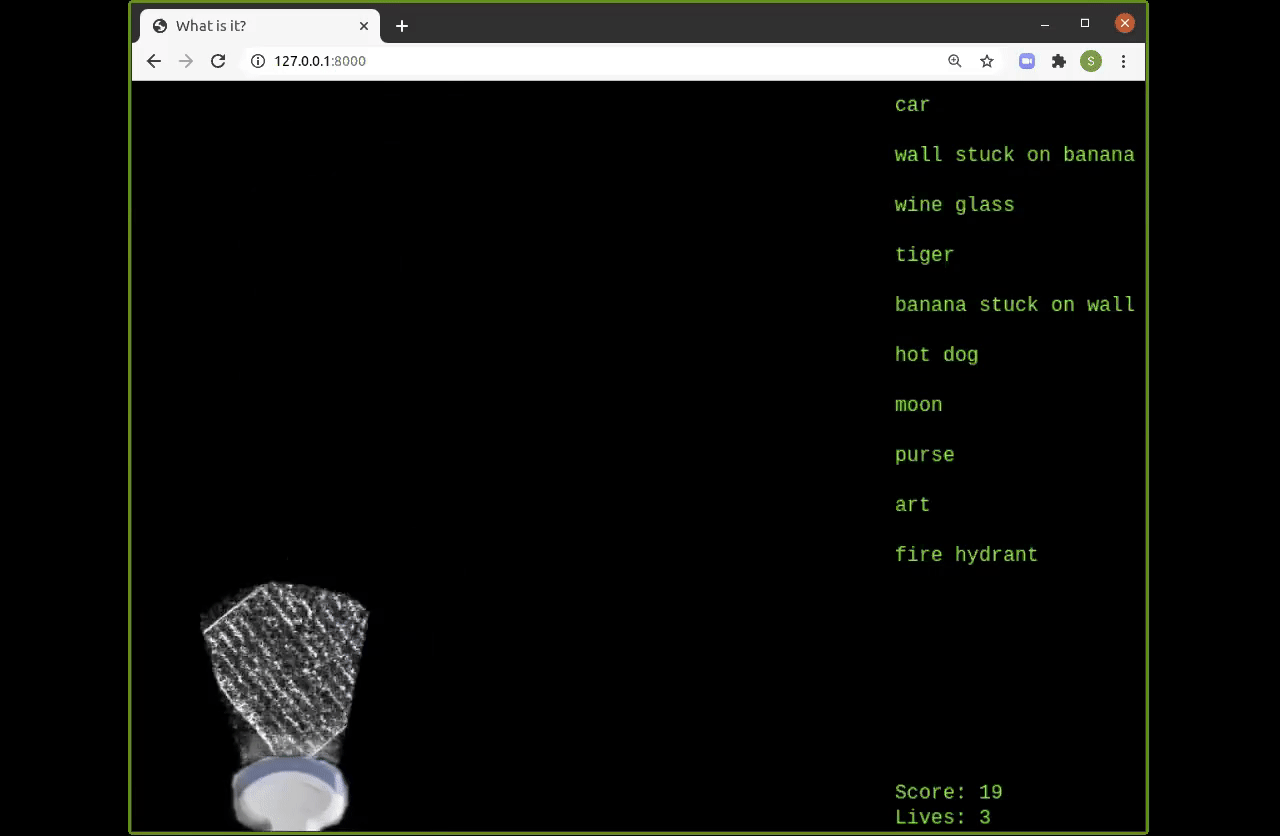 What is it?
127.0.0.1:8000
S
car
wall stuck on banana
wine glass
tiger
banana stuck on wall
hot dog
moon
purse
art
fire hydrant
Score: 19
Lives: 3